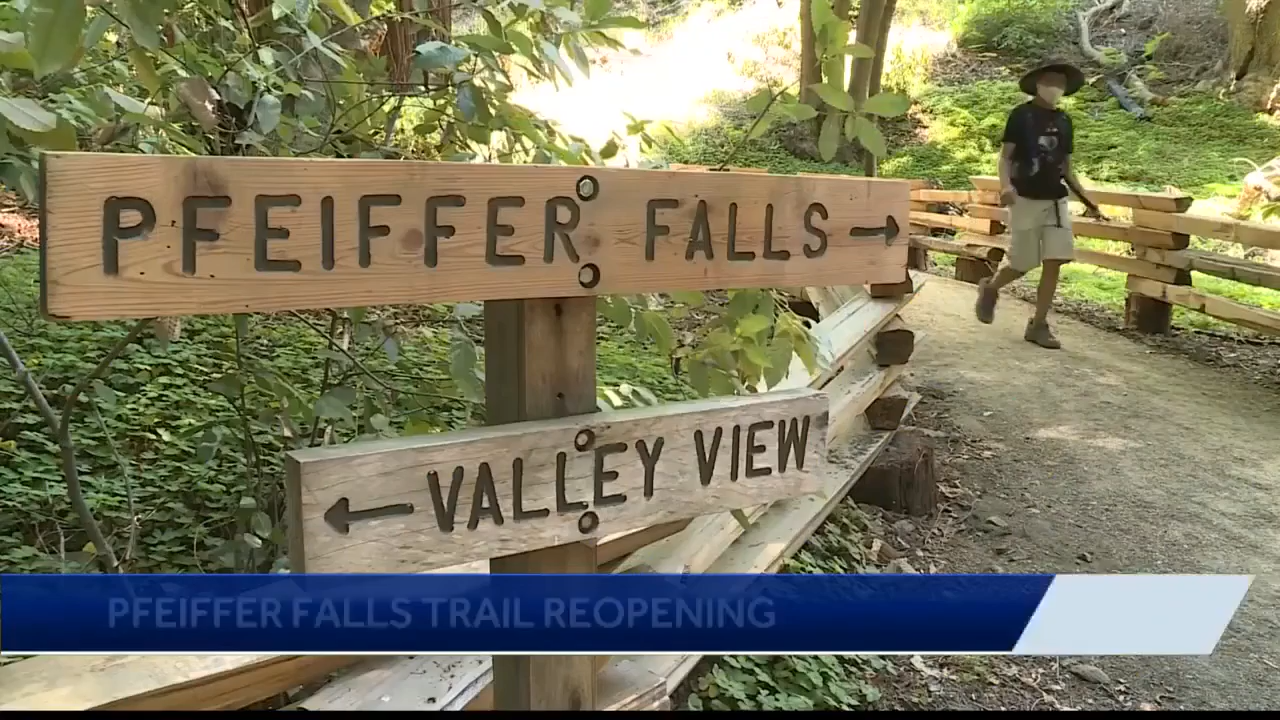 PFEIFFER FALLS →
← VALLEY VIEW
PFEIFFER FALLS TRAIL REOPENING